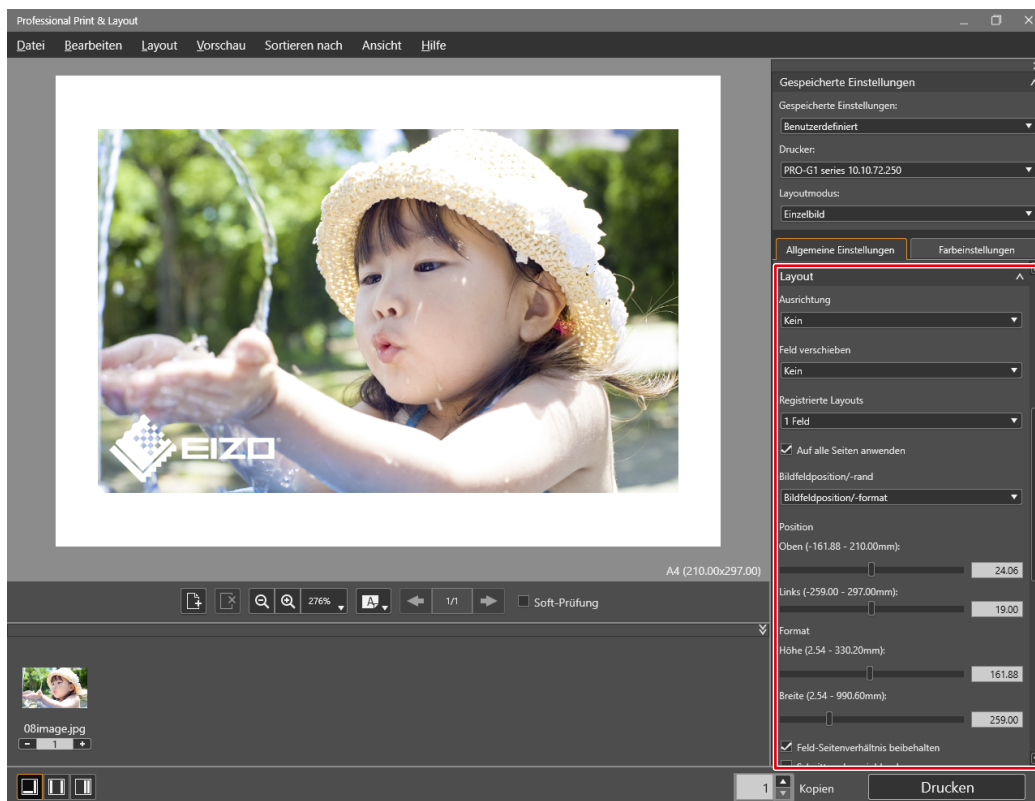 Professional Print & Layout
Datei Bearbeiten Layout Vorschau Sortieren nach Ansicht Hilfe
Gespeicherte Einstellungen
Gespeicherte Einstellungen:
Benutzerdefiniert
Drucker:
PRO-G1 series 10.10.72.250
Layoutmodus:
Einzelbild
Allgemeine Einstellungen Farbeinstellungen
Layout
Ausrichtung
Kein
Feld verschieben
Kein
Registrierte Layouts
1 Feld
Auf alle Seiten anwenden
Bildfeldposition/-rand
Bildfeldposition/-format
Position
Oben (-161.88 - 210.00mm):
24.06
Links (-259.00 - 297.00mm):
19.00
Format
Höhe (2.54 - 330.20mm):
161.88
Breite (2.54 - 990.60mm):
259.00
Feld-Seitenverhältnis beibehalten
EIZO
A4 (210.00x297.00)
276% A 1/1 Soft-Prüfung
08image.jpg
- 1 +
1 Kopien Drucken